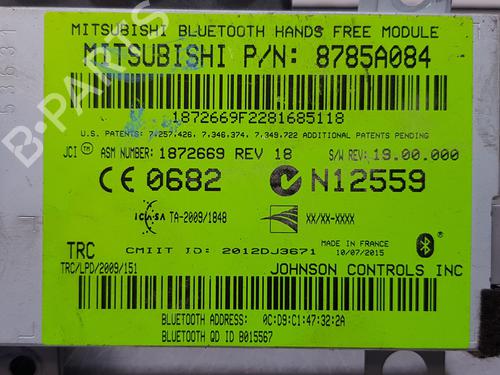 MITSUBISHI BLUETOOTH HANDS FREE MODULE
MITSUBISHI P/N: 8785A084
1872669F2281685118
U.S. PATENTS: 7,257,426, 7,346,374, 7,349,722 ADDITIONAL PATENTS PENDING
JCI TM ASM NUMBER: 1872669 REV 18 S/W REV: 19.00.000
CE 0682 N12559
ICASA TA-2009/1848 XX/XX-XXXX
TRC CMIIT ID: 2012DJ3671 MADE IN FRANCE
TRC/LPD/2009/151 10/07/2015
JOHNSON CONTROLS INC
BLUETOOTH ADDRESS: 0C:D9:C1:47:32:2A
BLUETOOTH QD ID B015567
B-PARTS